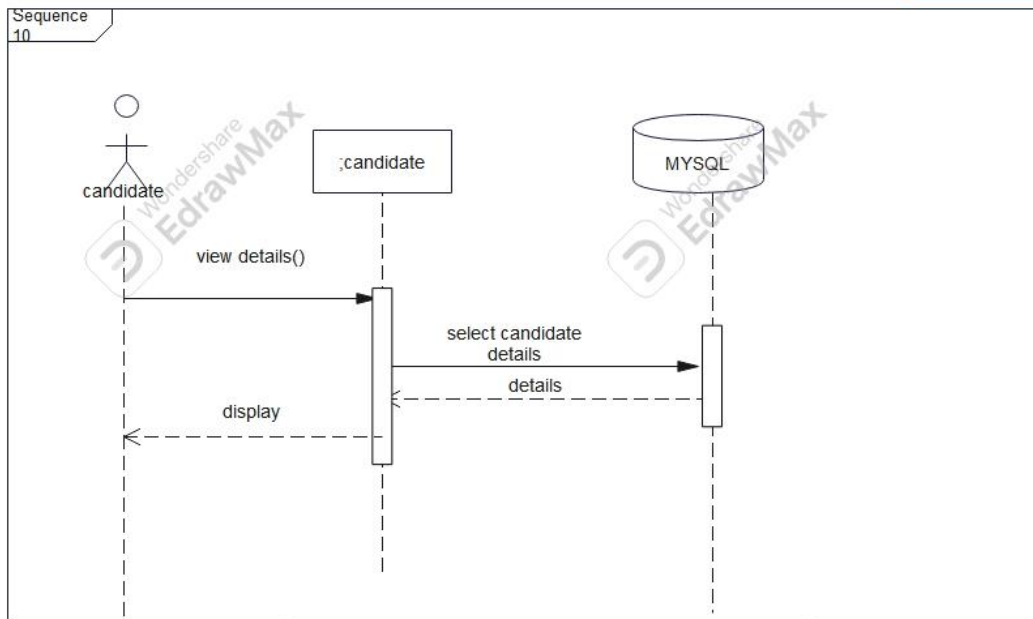 Sequence
10
candidate
;candidate
MYSQL
Wondershare
EdrawMax
Wondershare
EdrawMax
view details()
select candidate
details
details
display